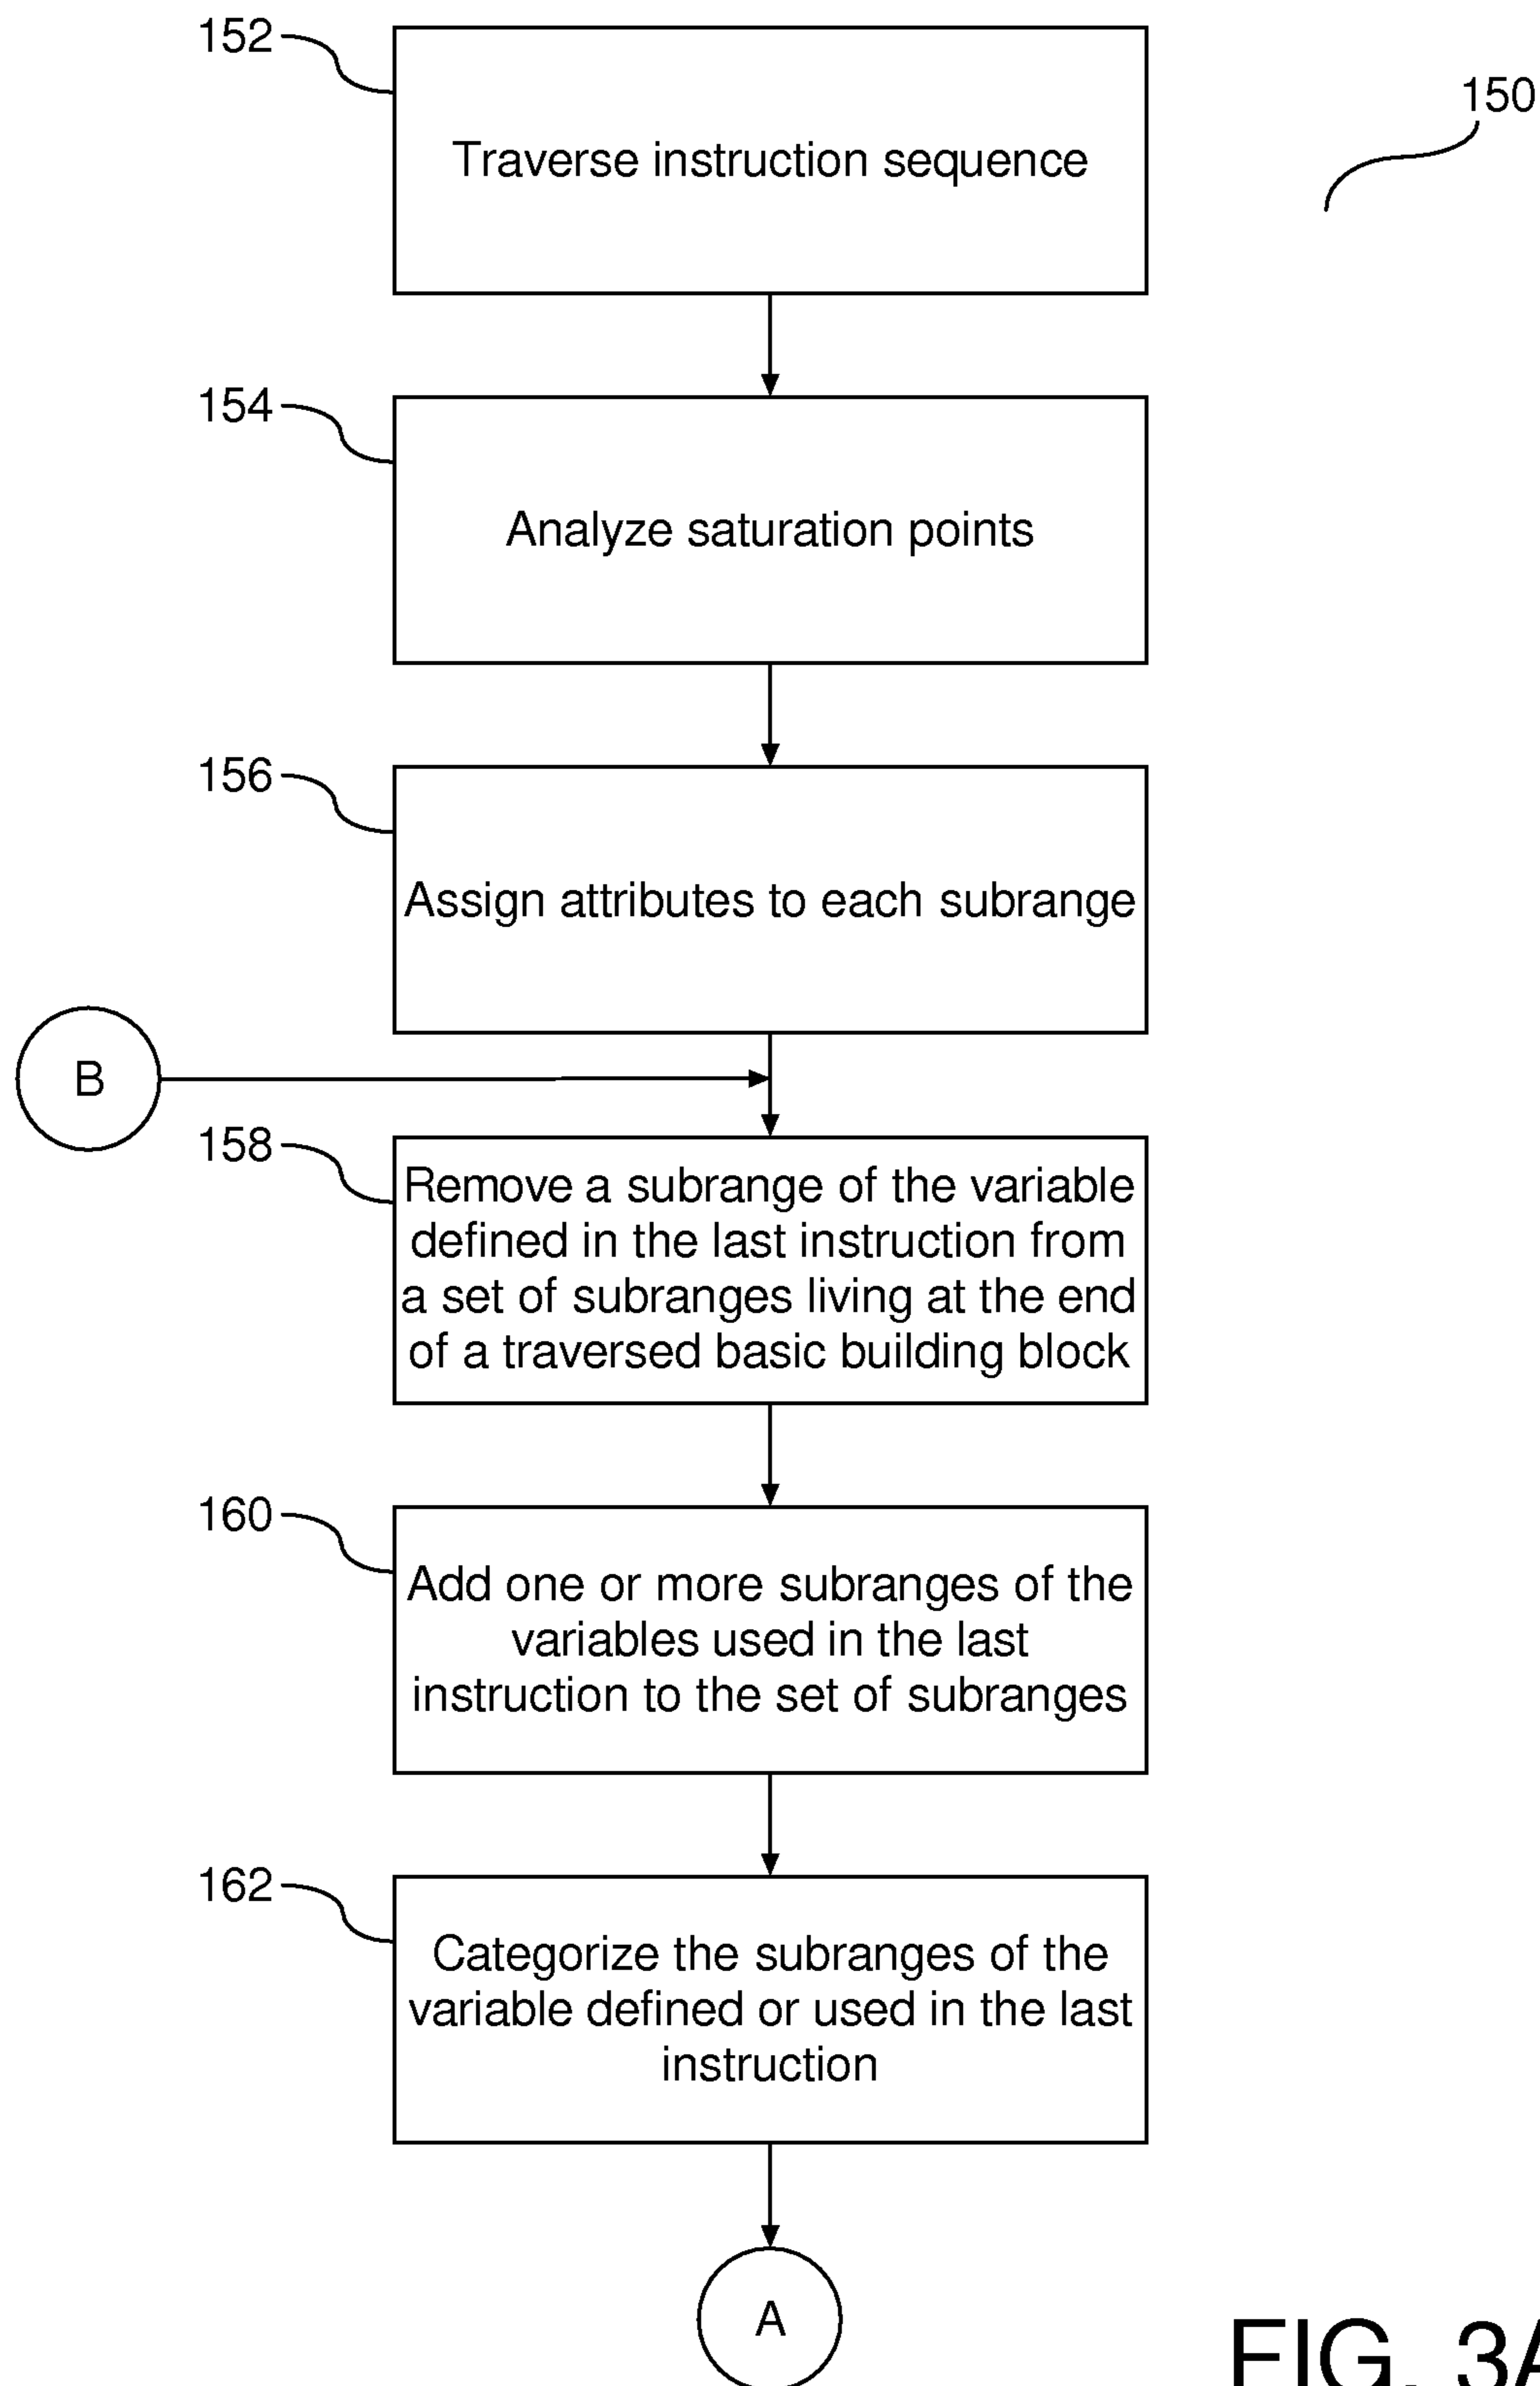 152
150
Traverse instruction sequence
154
Analyze saturation points
156
Assign attributes to each subrange
B
158
Remove a subrange of the variable
defined in the last instruction from
a set of subranges living at the end
of a traversed basic building block
160
Add one or more subranges of the
variables used in the last
instruction to the set of subranges
162
Categorize the subranges of the
variable defined or used in the last
instruction
A
FIG. 3A